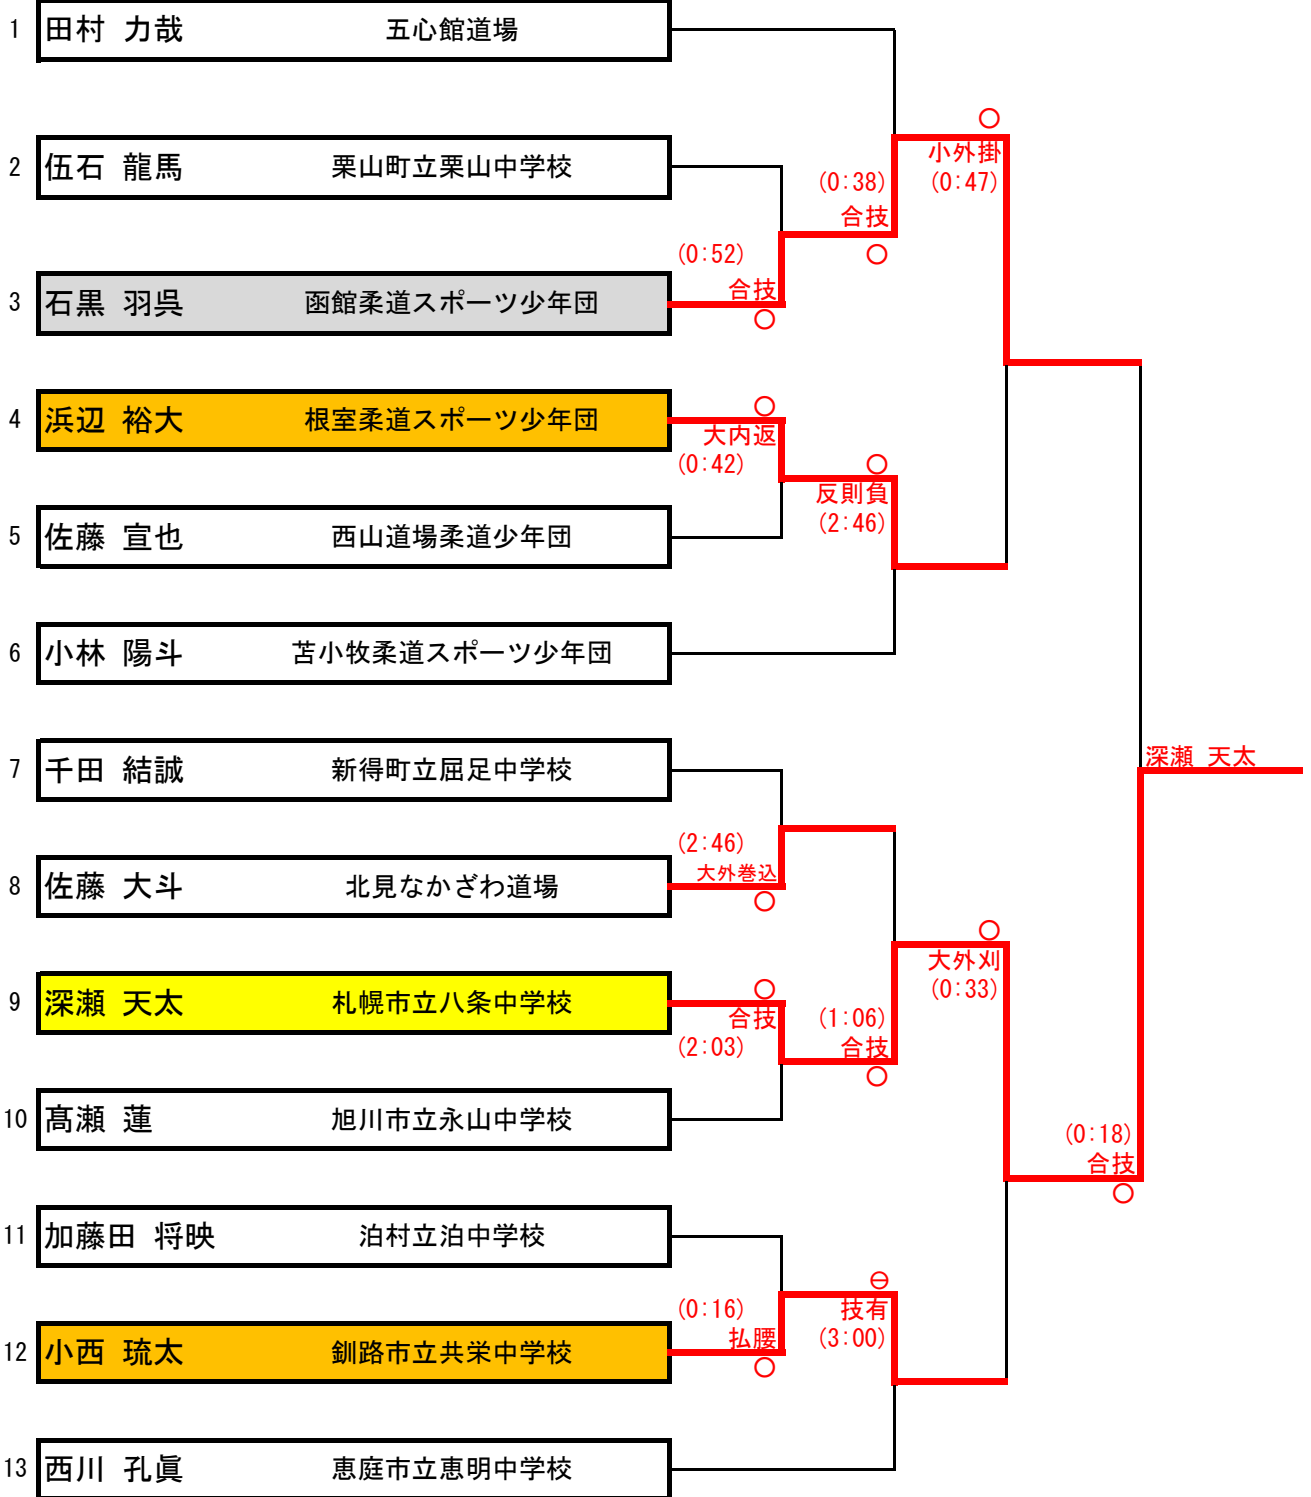 1 田村 力哉 五心館道場
2 伍石 龍馬 栗山町立栗山中学校
3 石黒 羽呉 函館柔道スポーツ少年団
4 浜辺 裕大 根室柔道スポーツ少年団
5 佐藤 宣也 西山道場柔道少年団
6 小林 陽斗 苫小牧柔道スポーツ少年団
7 千田 結誠 新得町立屈足中学校
8 佐藤 大斗 北見なかざわ道場
9 深瀬 天太 札幌市立八条中学校
10 髙瀬 蓮 旭川市立永山中学校
11 加藤田 将映 泊村立泊中学校
12 小西 琉太 釧路市立共栄中学校
13 西川 孔眞 恵庭市立恵明中学校
(0:52)
合技
○
○
大内返
(0:42)
(2:46)
大外巻込
○
○
合技
(2:03)
(0:16)
払腰
○
(0:38)
合技
○
○
反則負
(2:46)
(1:06)
合技
○
⊖
技有
(3:00)
○
小外掛
(0:47)
○
大外刈
(0:33)
(0:18)
合技
○
深瀬 天太